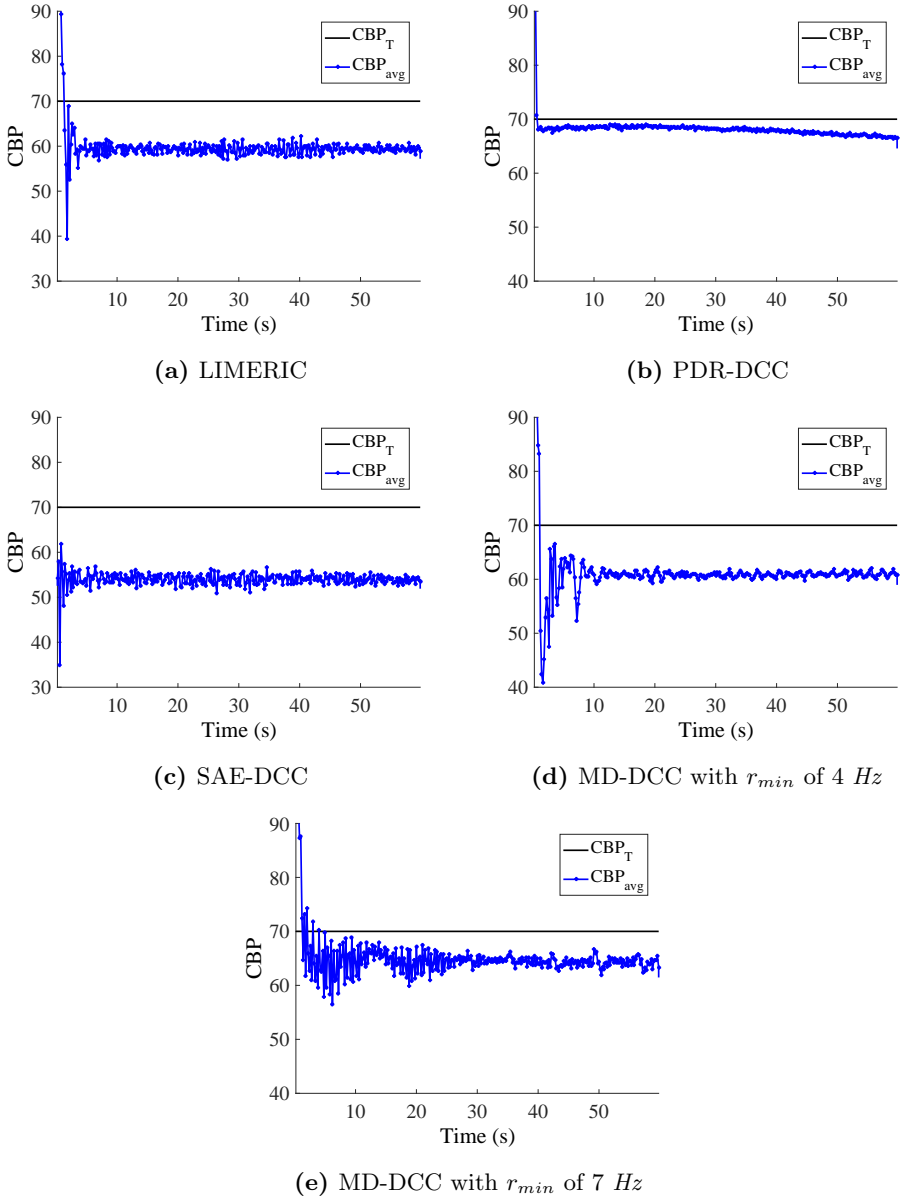 90
80
70
60
50
40
30
CBP
10 20 30 40 50
Time (s)
CBP_T
CBP_avg
(a) LIMERIC
90
80
70
60
50
40
CBP
10 20 30 40 50
Time (s)
CBP_T
CBP_avg
(b) PDR-DCC
90
80
70
60
50
40
30
CBP
10 20 30 40 50
Time (s)
CBP_T
CBP_avg
(c) SAE-DCC
90
80
70
60
50
40
CBP
10 20 30 40 50
Time (s)
CBP_T
CBP_avg
(d) MD-DCC with r_min of 4 Hz
90
80
70
60
50
40
CBP
10 20 30 40 50
Time (s)
CBP_T
CBP_avg
(e) MD-DCC with r_min of 7 Hz